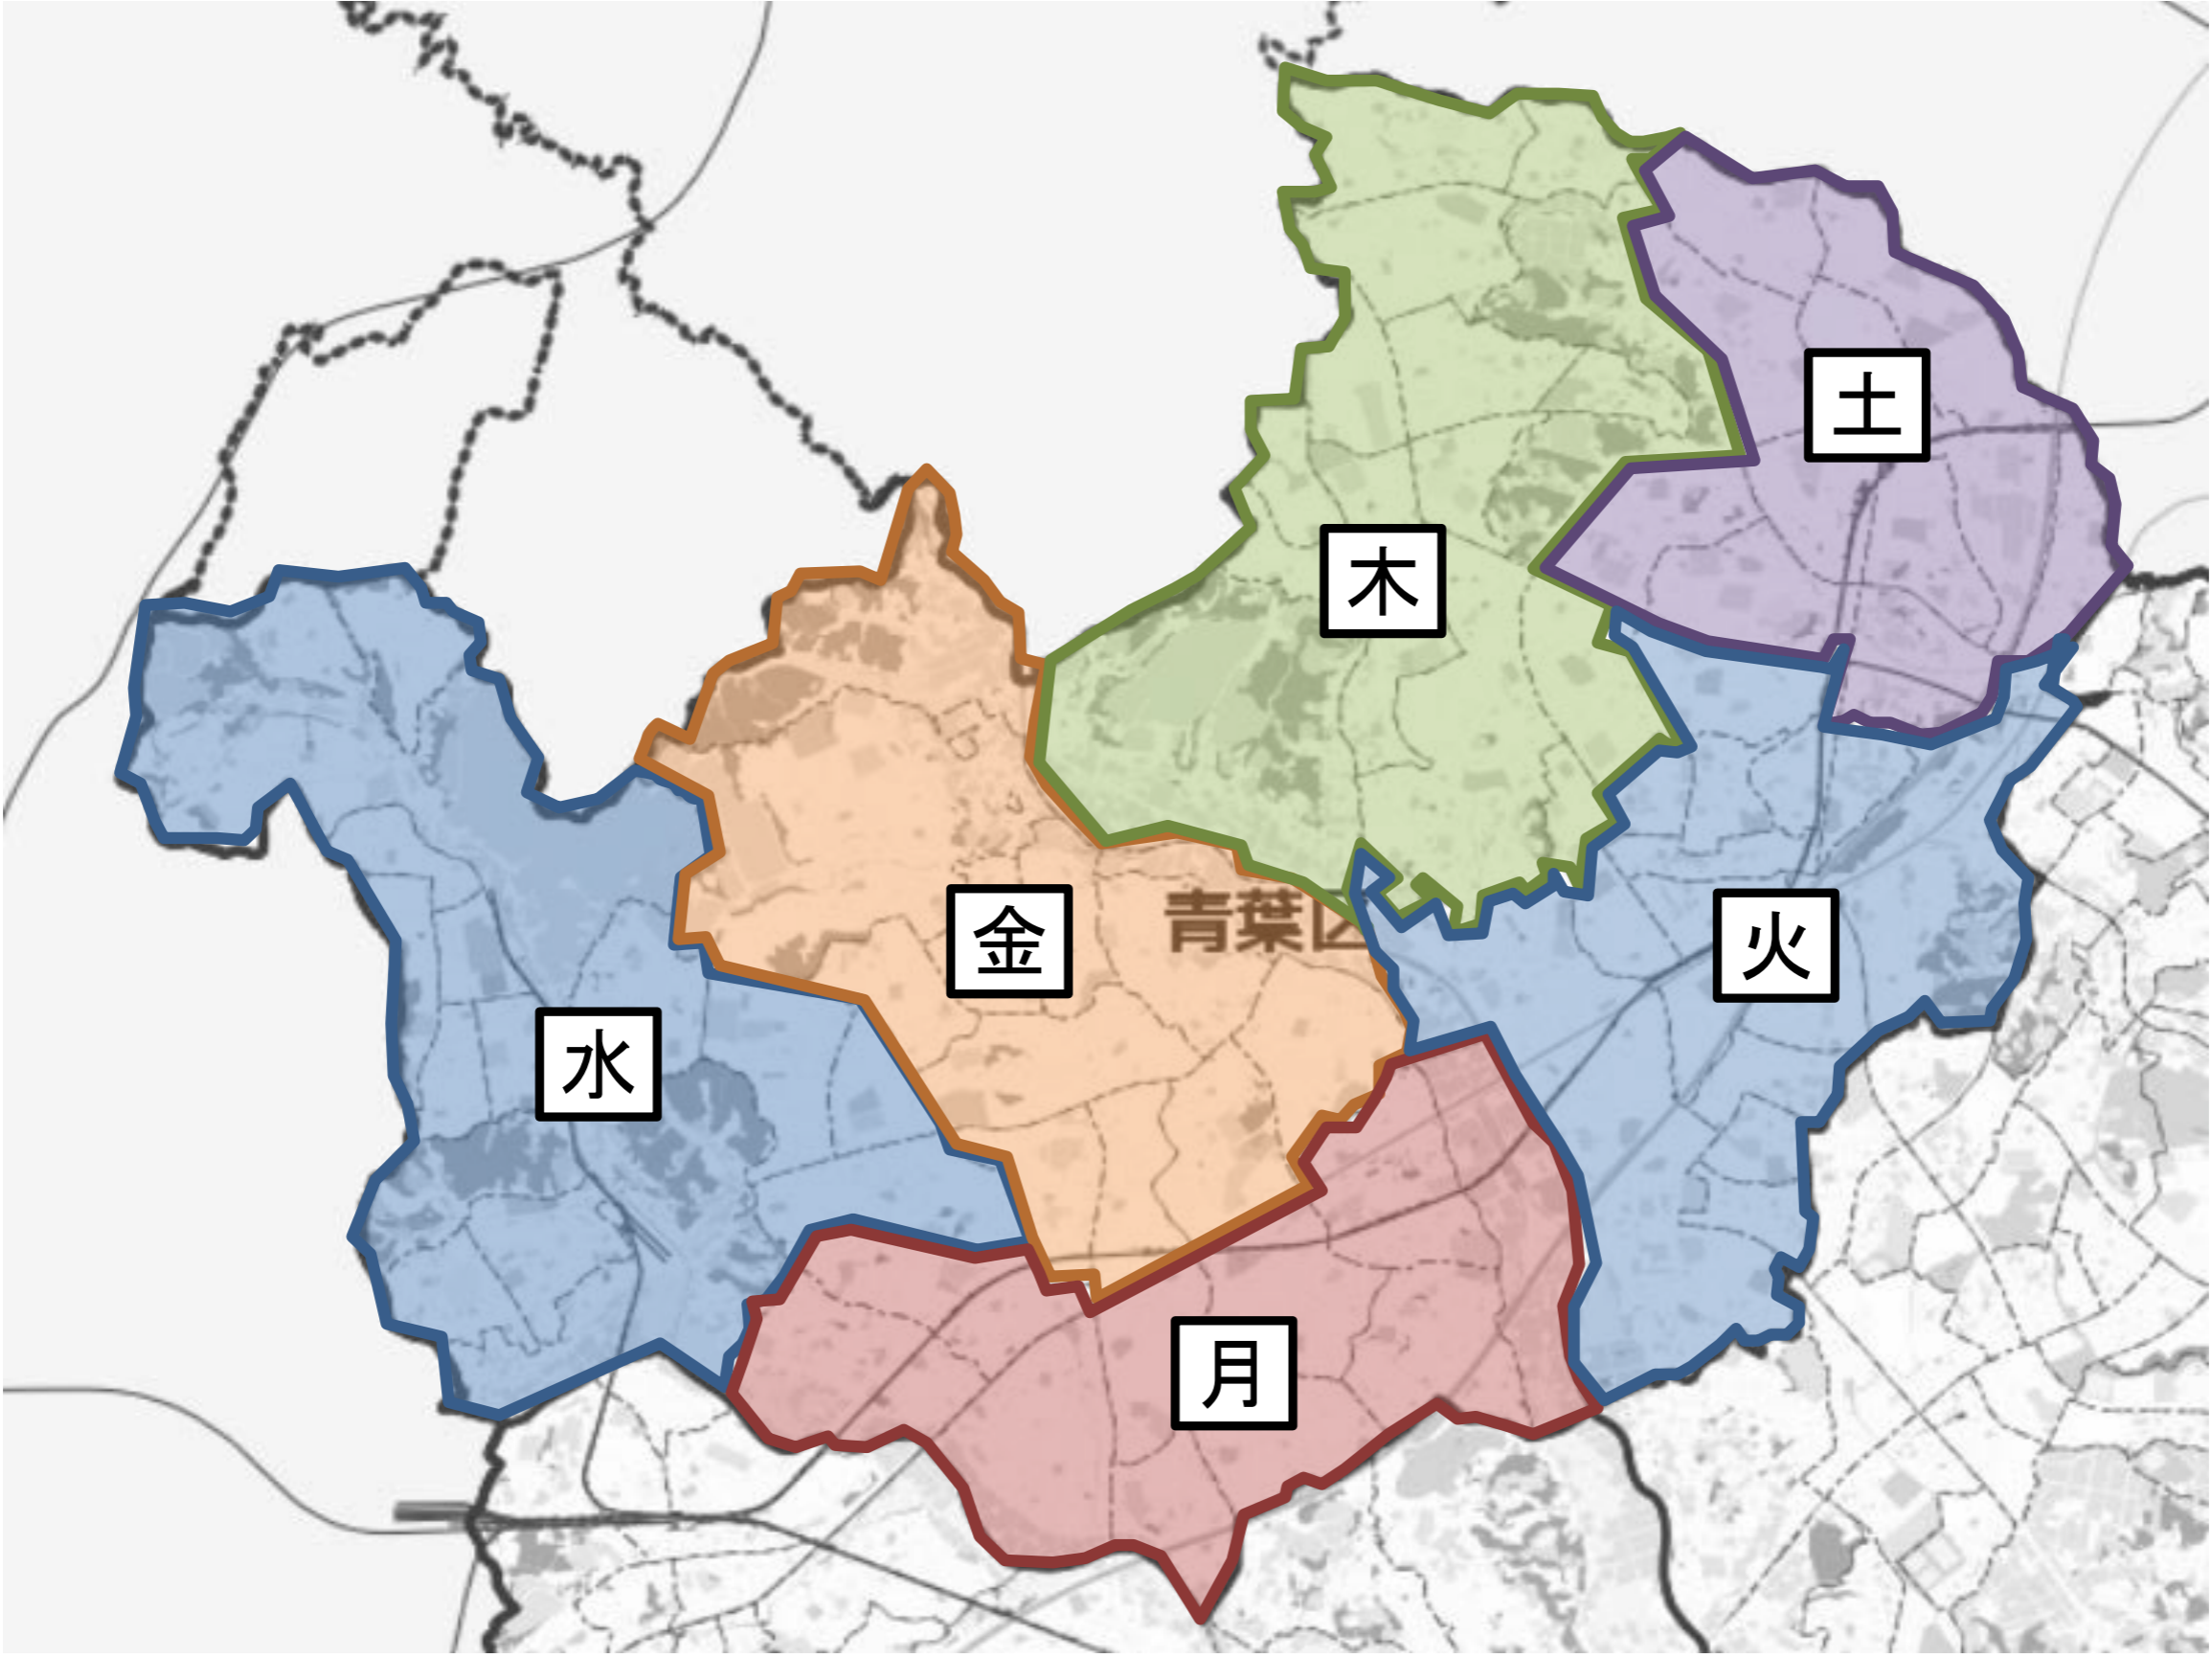 土
木
青葉区
金
火
水
月